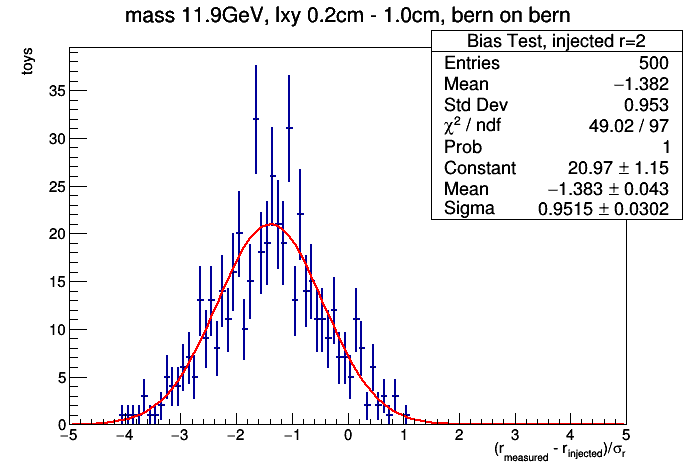 mass 11.9GeV, lxy 0.2cm - 1.0cm, bern on bern
toys
Bias Test, injected r=2
Entries 500
Mean −1.382
Std Dev 0.953
χ² / ndf 49.02 / 97
Prob 1
Constant 20.97 ± 1.15
Mean −1.383 ± 0.043
Sigma 0.9515 ± 0.0302
35
30
25
20
15
10
5
0
−5 −4 −3 −2 −1 0 1 2 3 4 5
(r_measured - r_injected)/σ_r